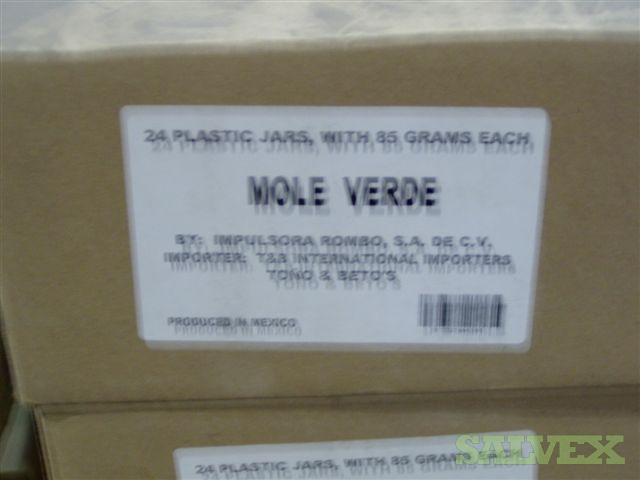 24 PLASTIC JARS, WITH 85 GRAMS EACH
MOLE VERDE
BY: IMPULSORA ROMBO, S.A. DE C.V.
IMPORTER: T&B INTERNATIONAL IMPORTERS
TOÑO & BETO'S
PRODUCED IN MEXICO
24 PLASTIC JARS, WITH 85 GRAMS EACH
SALVEX